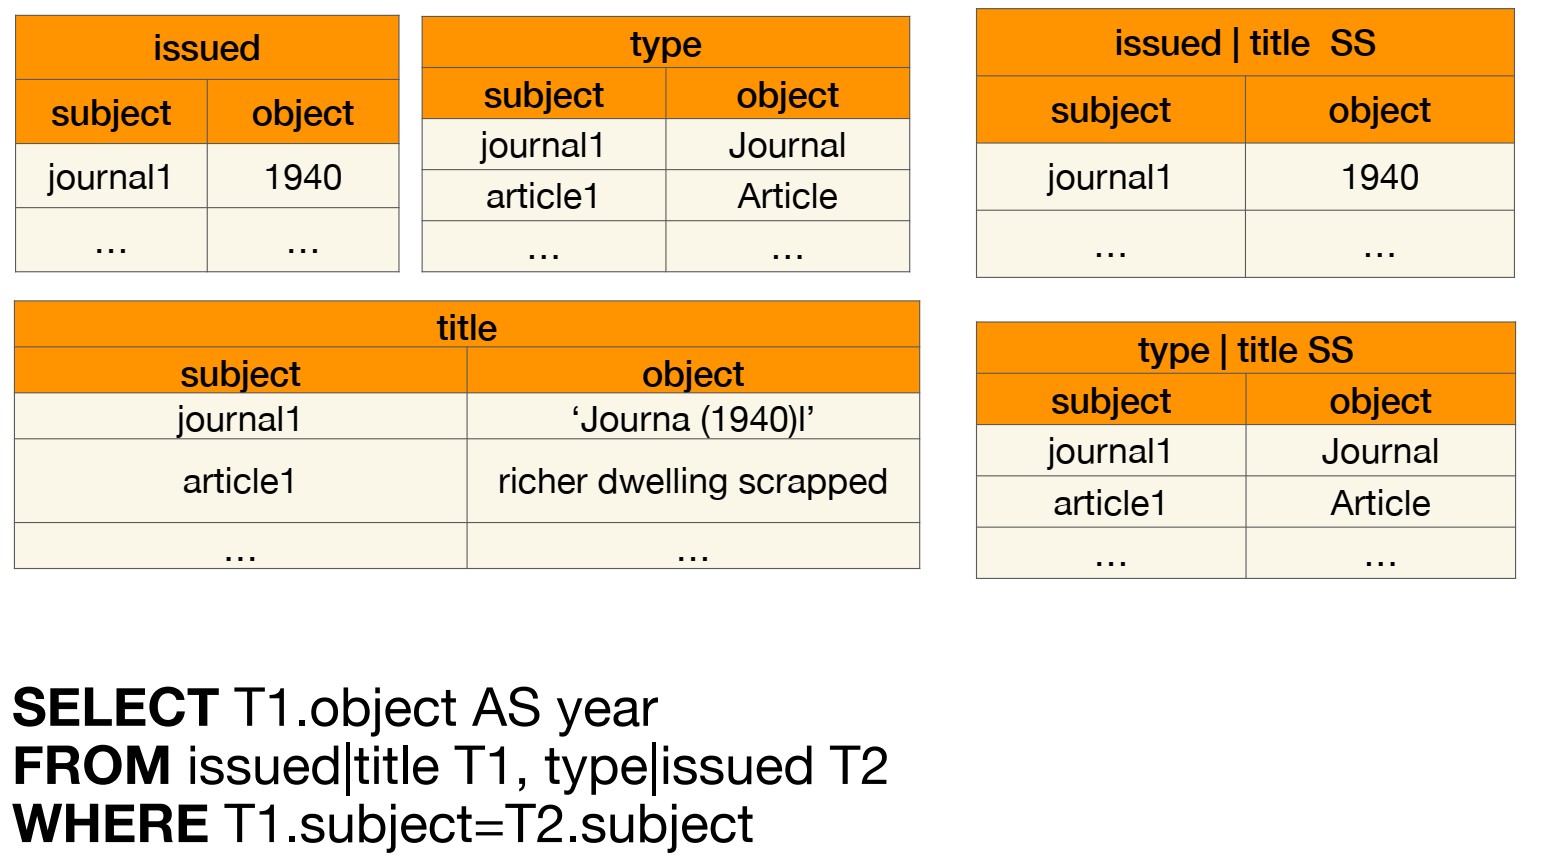 issued
subject object
journal1 1940
... ...
type
subject object
journal1 Journal
article1 Article
... ...
title
subject object
journal1 ‘Journa (1940)l’
article1 richer dwelling scrapped
... ...
issued | title SS
subject object
journal1 1940
... ...
type | title SS
subject object
journal1 Journal
article1 Article
... ...
SELECT T1.object AS year
FROM issued|title T1, type|issued T2
WHERE T1.subject=T2.subject